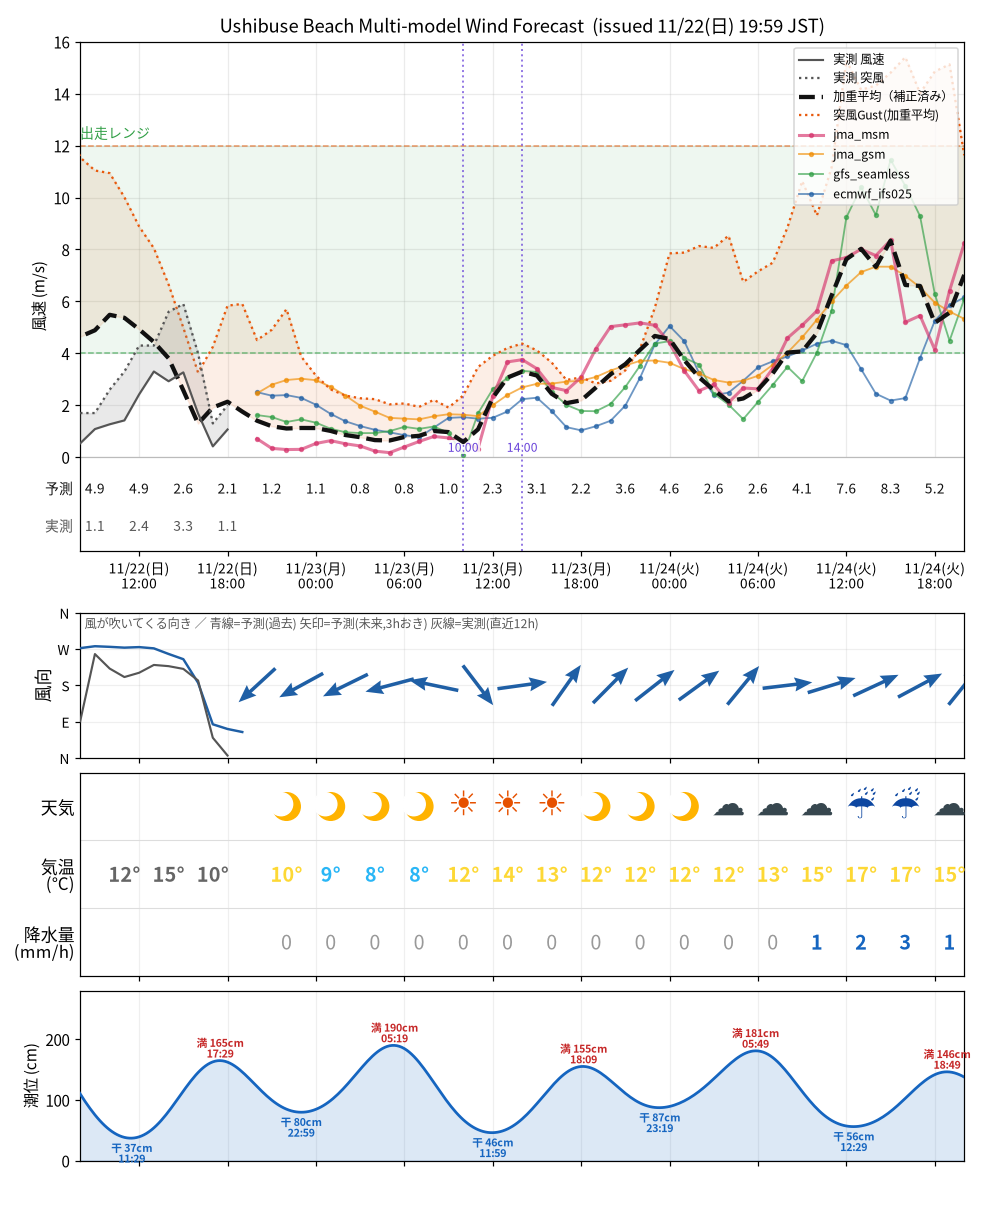 Ushibuse Beach Multi-model Wind Forecast (issued 11/22(日) 19:59 JST)
16
14
12
10
8
6
4
2
0
風速 (m/s)
出走レンジ
実測 風速
実測 突風
加重平均（補正済み）
突風Gust(加重平均)
jma_msm
jma_gsm
gfs_seamless
ecmwf_ifs025
10:00 14:00
予測 4.9 4.9 2.6 2.1 1.2 1.1 0.8 0.8 1.0 2.3 3.1 2.2 3.6 4.6 2.6 2.6 4.1 7.6 8.3 5.2
実測 1.1 2.4 3.3 1.1
11/22(日) 11/22(日) 11/23(月) 11/23(月) 11/23(月) 11/23(月) 11/24(火) 11/24(火) 11/24(火) 11/24(火)
12:00 18:00 00:00 06:00 12:00 18:00 00:00 06:00 12:00 18:00
風が吹いてくる向き ／ 青線=予測(過去) 矢印=予測(未来,3hおき) 灰線=実測(直近12h)
風向
N
W
S
E
N
天気
気温
(°C)
12° 15° 10° 10° 9° 8° 8° 12° 14° 13° 12° 12° 12° 12° 13° 15° 17° 17° 15°
降水量
(mm/h)
0 0 0 0 0 0 0 0 0 0 0 0 1 2 3 1
潮位 (cm)
200
100
0
満 165cm
17:29
満 190cm
05:19
満 155cm
18:09
満 181cm
05:49
満 146cm
18:49
干 37cm
11:29
干 80cm
22:59
干 46cm
11:59
干 87cm
23:19
干 56cm
12:29